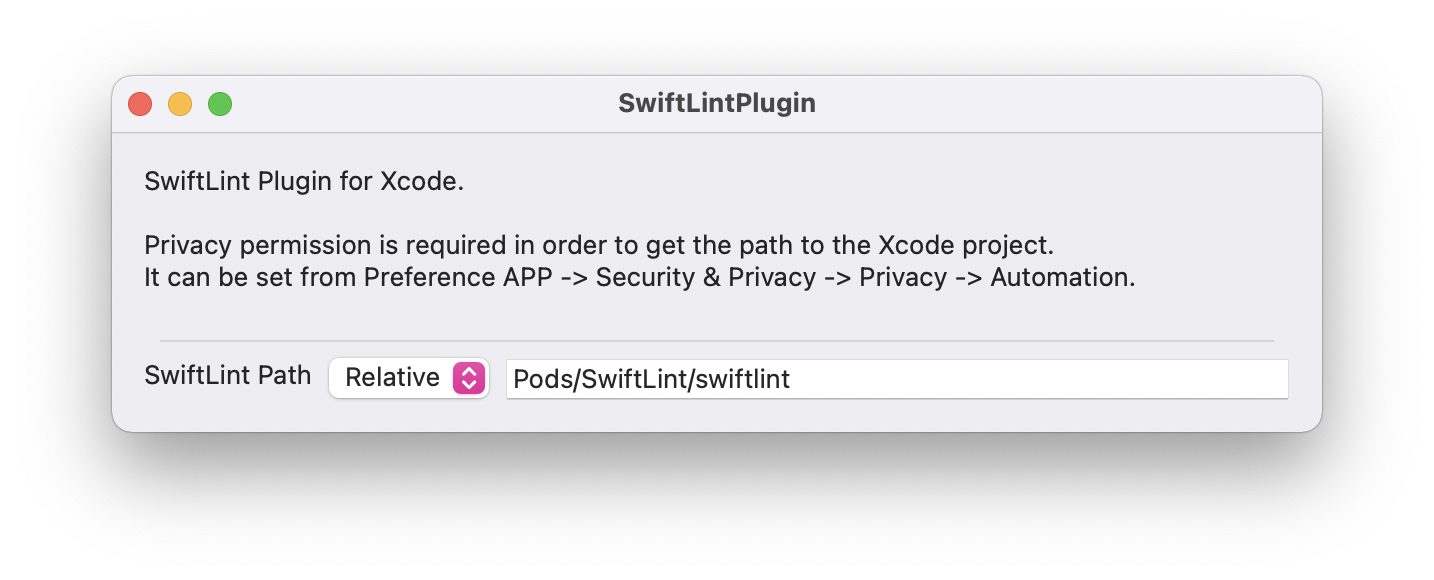 SwiftLintPlugin
SwiftLint Plugin for Xcode.
Privacy permission is required in order to get the path to the Xcode project.
It can be set from Preference APP -> Security & Privacy -> Privacy -> Automation.
SwiftLint Path Relative Pods/SwiftLint/swiftlint